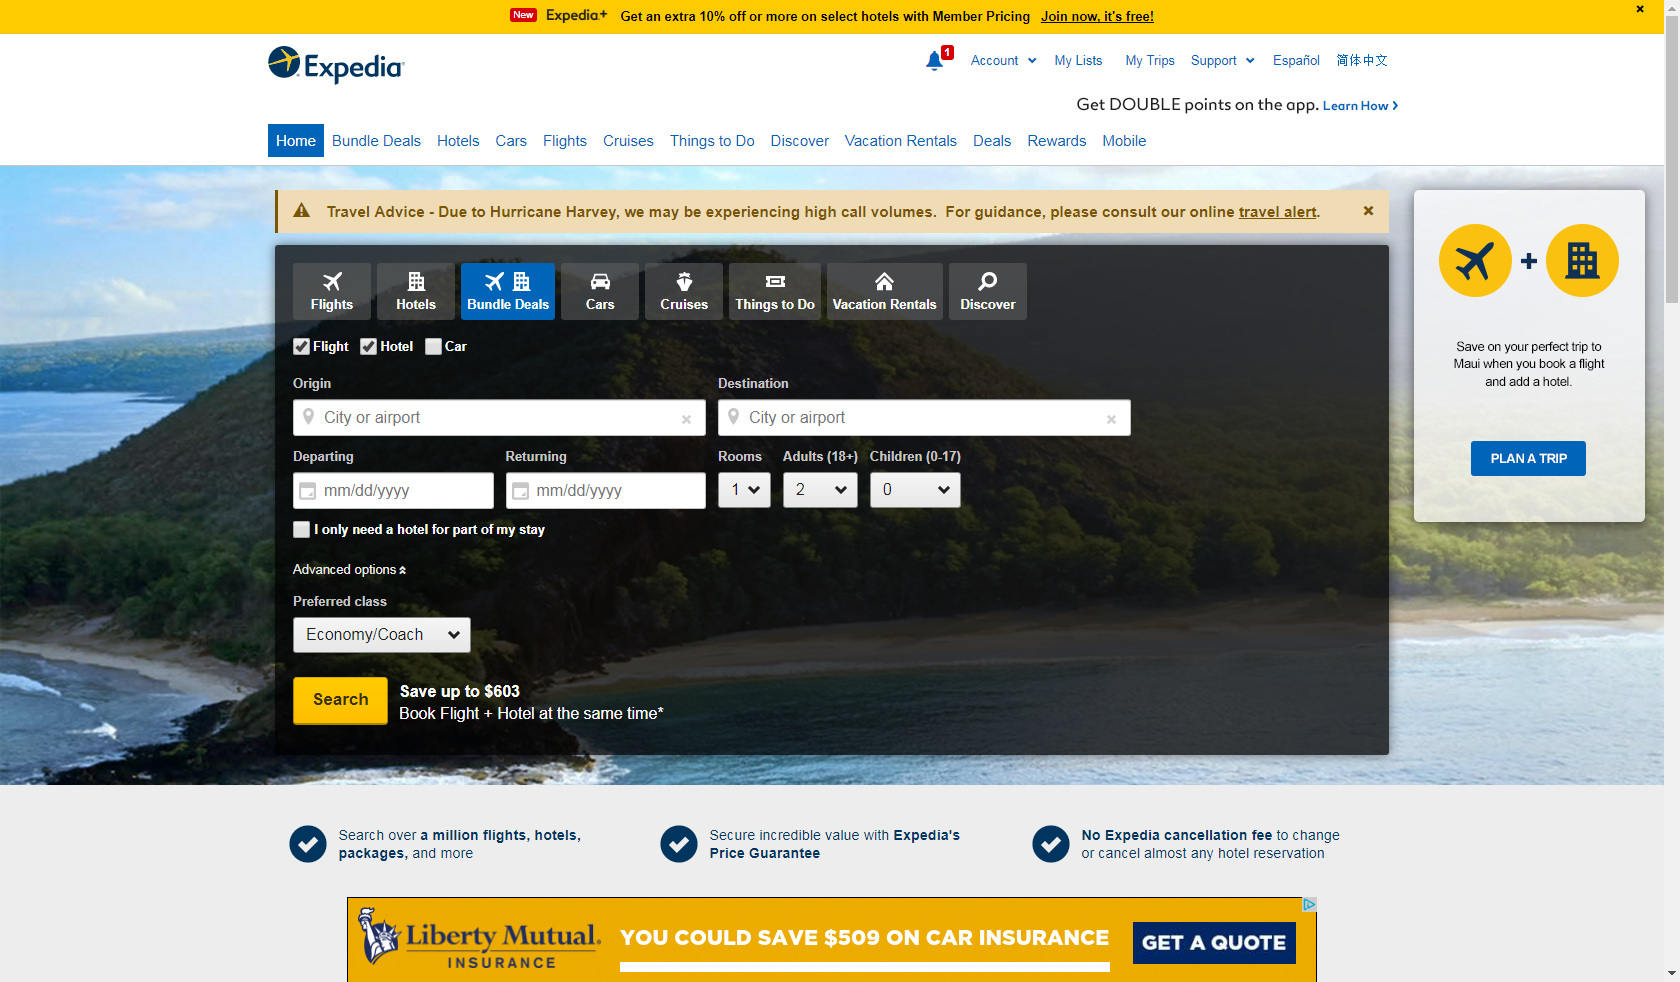 New Expedia+ Get an extra 10% off or more on select hotels with Member Pricing Join now, it's free!
Expedia
1 Account My Lists My Trips Support Español 简体中文
Get DOUBLE points on the app. Learn How
Home Bundle Deals Hotels Cars Flights Cruises Things to Do Discover Vacation Rentals Deals Rewards Mobile
Travel Advice - Due to Hurricane Harvey, we may be experiencing high call volumes. For guidance, please consult our online travel alert.
Flights Hotels Bundle Deals Cars Cruises Things to Do Vacation Rentals Discover
Flight Hotel Car
Origin Destination
City or airport City or airport
Departing Returning Rooms Adults (18+) Children (0-17)
mm/dd/yyyy mm/dd/yyyy 1 2 0
I only need a hotel for part of my stay
Advanced options
Preferred class
Economy/Coach
Search
Save up to $603
Book Flight + Hotel at the same time*
Save on your perfect trip to
Maui when you book a flight
and add a hotel.
PLAN A TRIP
Search over a million flights, hotels,
packages, and more
Secure incredible value with Expedia's
Price Guarantee
No Expedia cancellation fee to change
or cancel almost any hotel reservation
Liberty Mutual.
INSURANCE
YOU COULD SAVE $509 ON CAR INSURANCE
GET A QUOTE